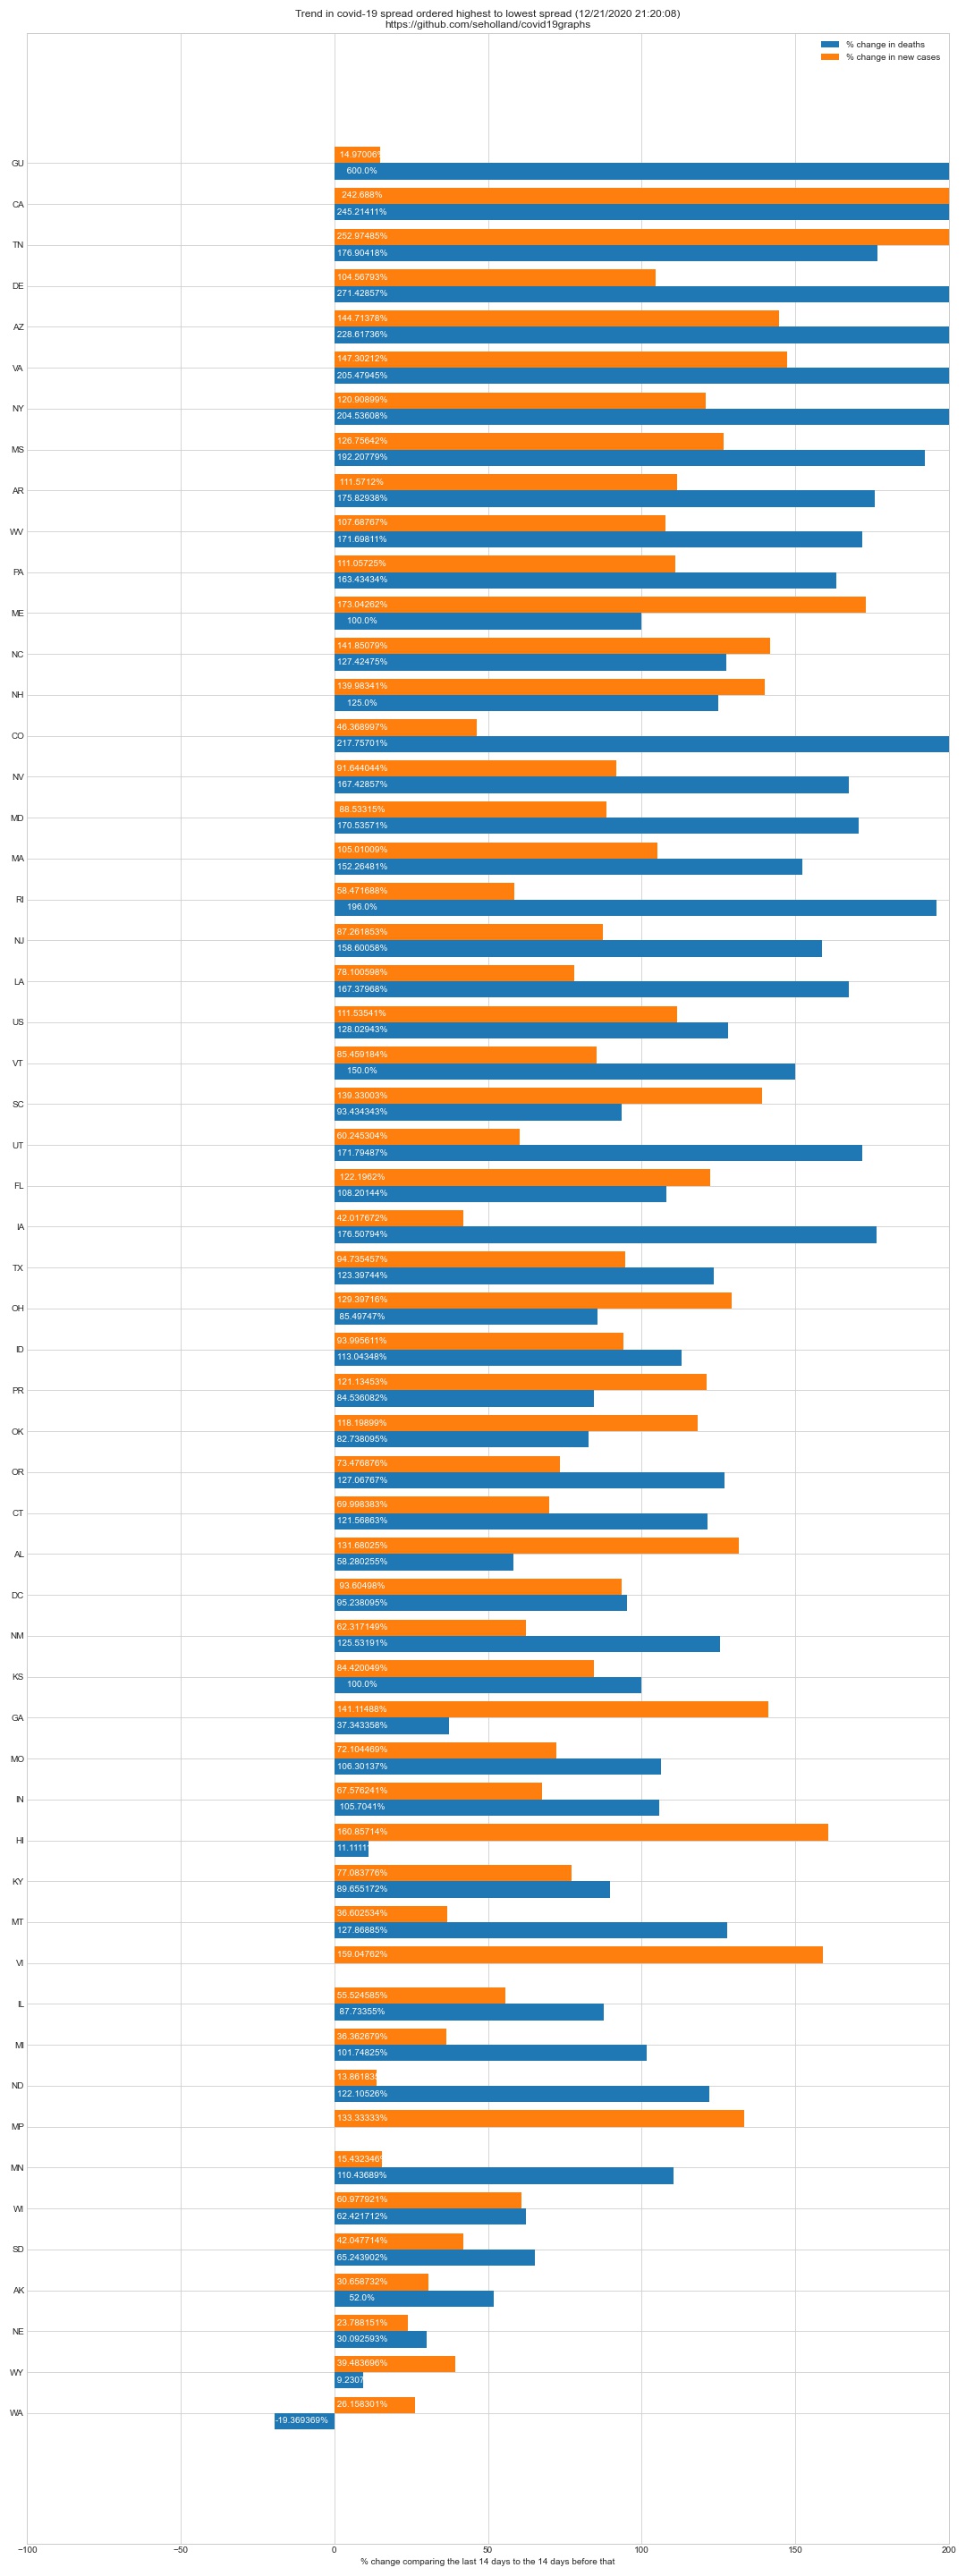 Trend in covid-19 spread ordered highest to lowest spread (12/21/2020 21:20:08)
https://github.com/seholland/covid19graphs
% change in deaths
% change in new cases
14.97006%
GU
600.0%
242.688%
CA
245.21411%
252.97485%
TN
176.90418%
104.56793%
DE
271.42857%
144.71378%
AZ
228.61736%
147.30212%
VA
205.47945%
120.90899%
NY
204.53608%
126.75642%
MS
192.20779%
111.5712%
AR
175.82938%
107.68767%
WV
171.69811%
111.05725%
PA
163.43434%
173.04262%
ME
100.0%
141.85079%
NC
127.42475%
139.98341%
NH
125.0%
46.368997%
CO
217.75701%
91.644044%
NV
167.42857%
88.53315%
MD
170.53571%
105.01009%
MA
152.26481%
58.471688%
RI
196.0%
87.261853%
NJ
158.60058%
78.100598%
LA
167.37968%
111.53541%
US
128.02943%
85.459184%
VT
150.0%
139.33003%
SC
93.434343%
60.245304%
UT
171.79487%
122.1962%
FL
108.20144%
42.017672%
IA
176.50794%
94.735457%
TX
123.39744%
129.39716%
OH
85.49747%
93.995611%
ID
113.04348%
121.13453%
PR
84.536082%
118.19899%
OK
82.738095%
73.476876%
OR
127.06767%
69.998383%
CT
121.56863%
131.68025%
AL
58.280255%
93.60498%
DC
95.238095%
62.317149%
NM
125.53191%
84.420049%
KS
100.0%
141.11488%
GA
37.343358%
72.104469%
MO
106.30137%
67.576241%
IN
105.7041%
160.85714%
HI
11.1111
77.083776%
KY
89.655172%
36.602534%
MT
127.86885%
159.04762%
VI
55.524585%
IL
87.73355%
36.362679%
MI
101.74825%
13.86183
ND
122.10526%
133.33333%
MP
15.432346%
MN
110.43689%
60.977921%
WI
62.421712%
42.047714%
SD
65.243902%
30.658732%
AK
52.0%
23.788151%
NE
30.092593%
39.483696%
WY
9.2307
26.158301%
WA
-19.369369%
−100 −50 0 50 100 150 200
% change comparing the last 14 days to the 14 days before that